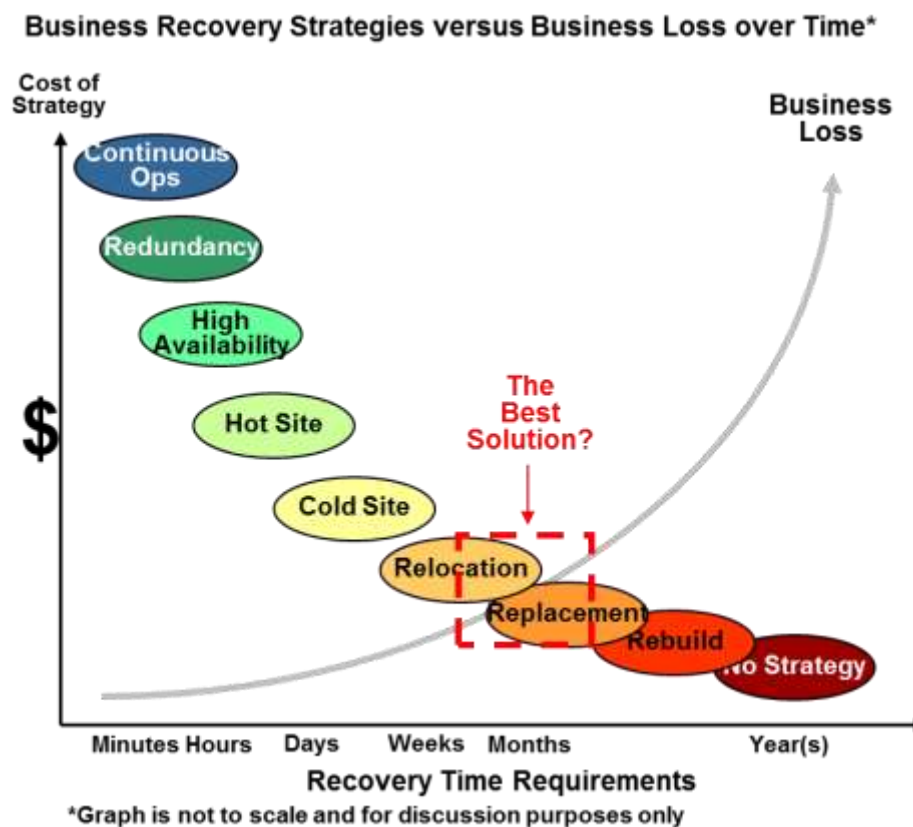 Business Recovery Strategies versus Business Loss over Time*
Cost of
Strategy
Business
Loss
Continuous
Ops
Redundancy
High
Availability
The
Best
Solution?
$
Hot Site
Cold Site
Relocation
Replacement
Rebuild
No Strategy
Minutes Hours Days Weeks Months Year(s)
Recovery Time Requirements
*Graph is not to scale and for discussion purposes only